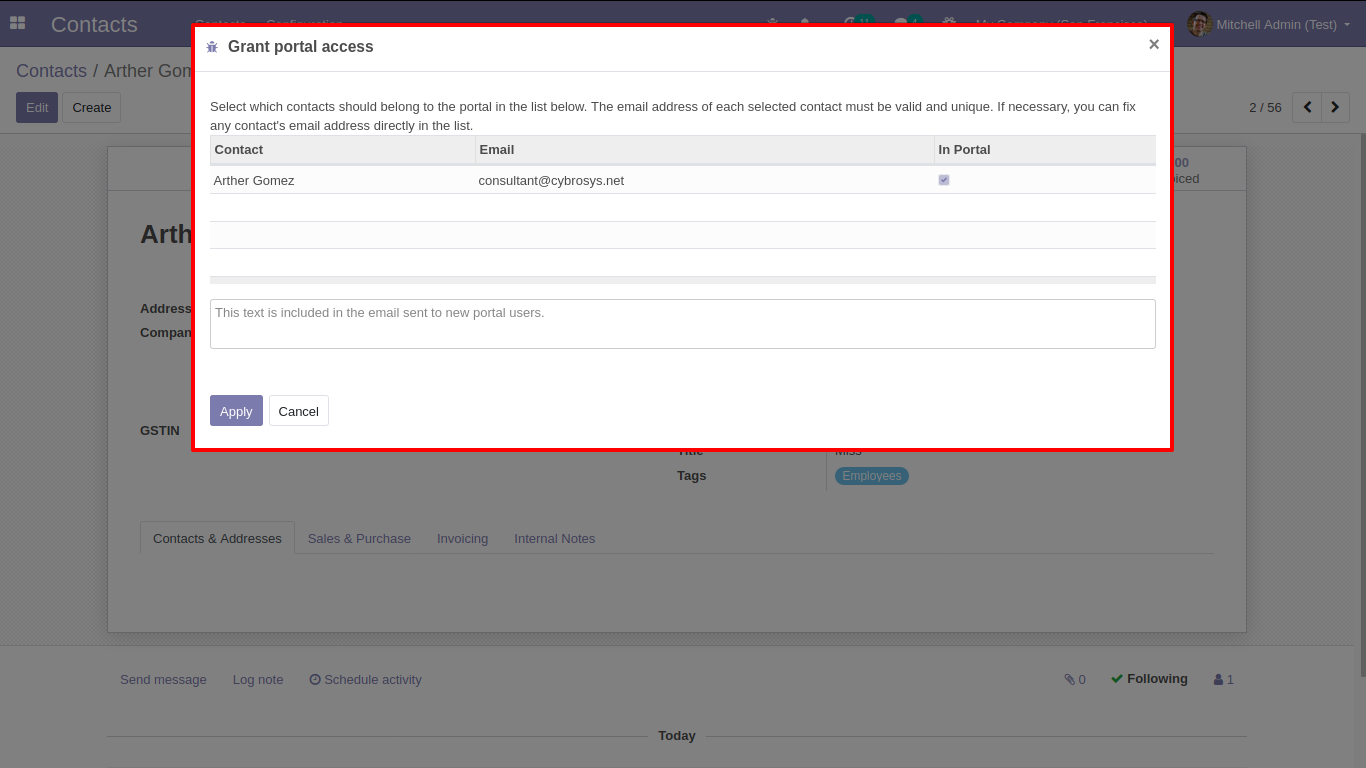 Contacts Contacts Configuration 11 4 My Company (San Francisco) Mitchell Admin (Test)
Grant portal access ×
Contacts / Arther Gom
Edit Create 2 / 56
Select which contacts should belong to the portal in the list below. The email address of each selected contact must be valid and unique. If necessary, you can fix
any contact's email address directly in the list.
Contact Email In Portal
Arther Gomez consultant@cybrosys.net
00
oiced
Arth
This text is included in the email sent to new portal users.
Address
Compan
Apply Cancel
GSTIN
Title Miss
Tags Employees
Contacts & Addresses Sales & Purchase Invoicing Internal Notes
Send message Log note Schedule activity 0 Following 1
Today